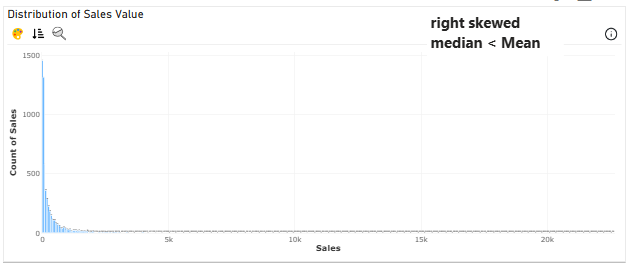 Distribution of Sales Value
right skewed
median < Mean
1500
1000
500
0
Count of Sales
0 5k 10k 15k 20k
Sales